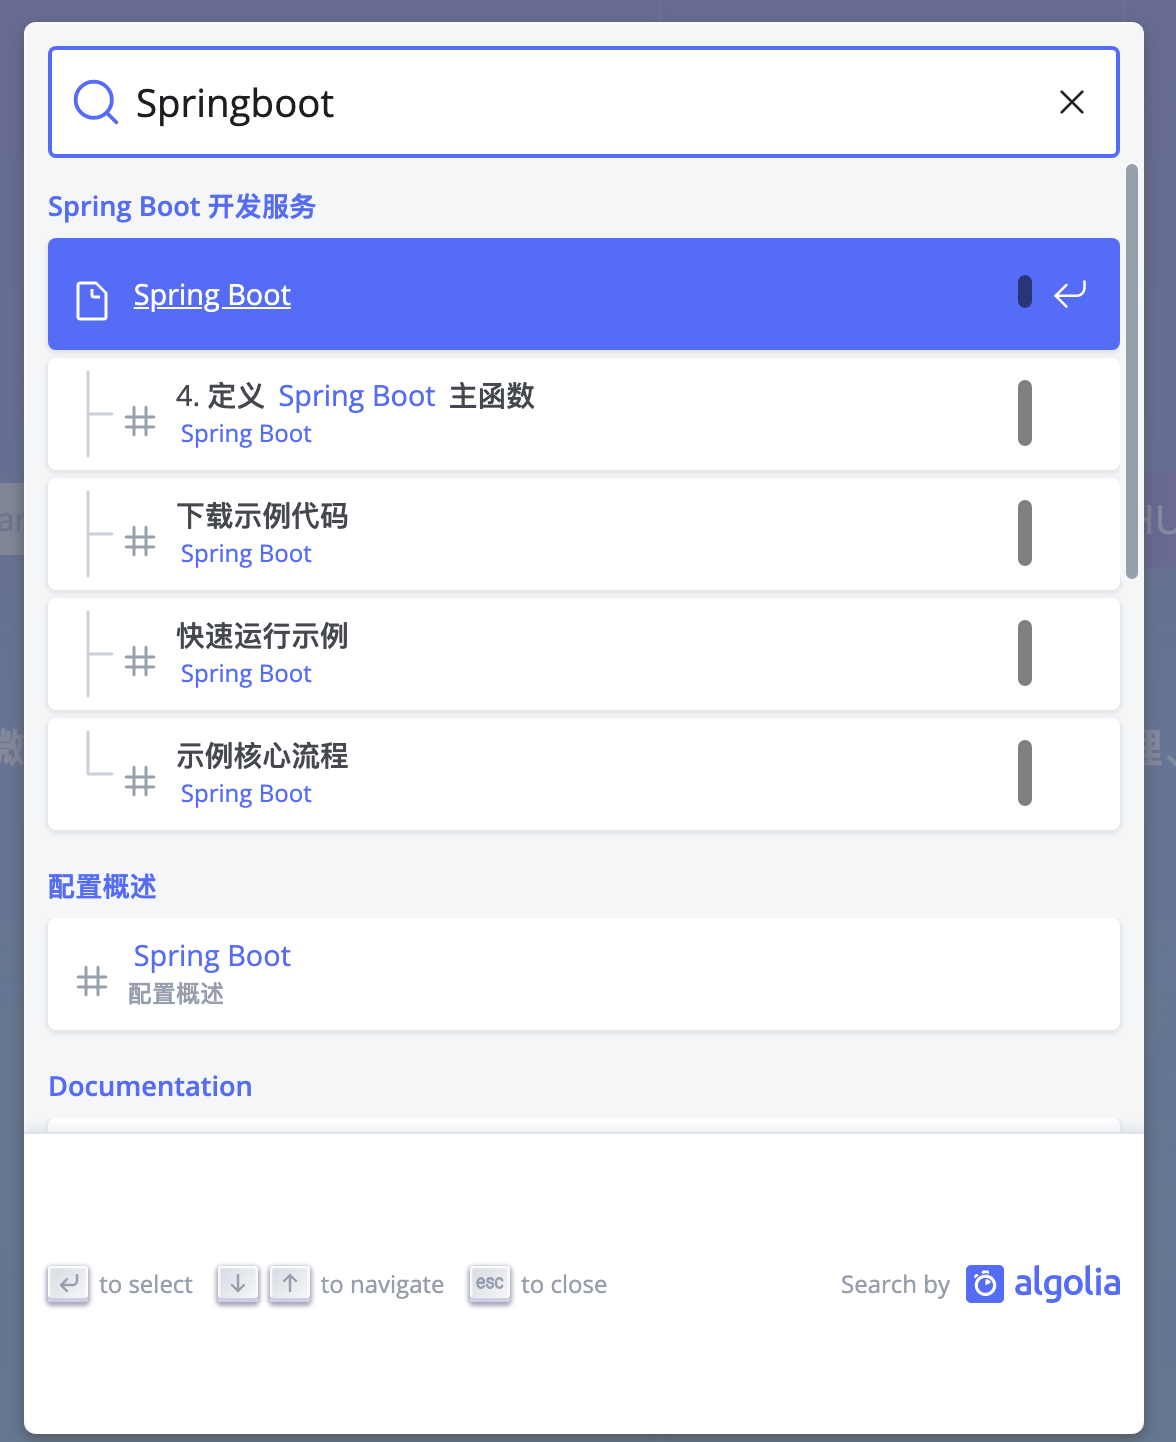 Springboot
Spring Boot 开发服务
Spring Boot
4. 定义 Spring Boot 主函数
Spring Boot
下载示例代码
Spring Boot
快速运行示例
Spring Boot
示例核心流程
Spring Boot
配置概述
Spring Boot
配置概述
Documentation
to select
to navigate
esc to close
Search by algolia